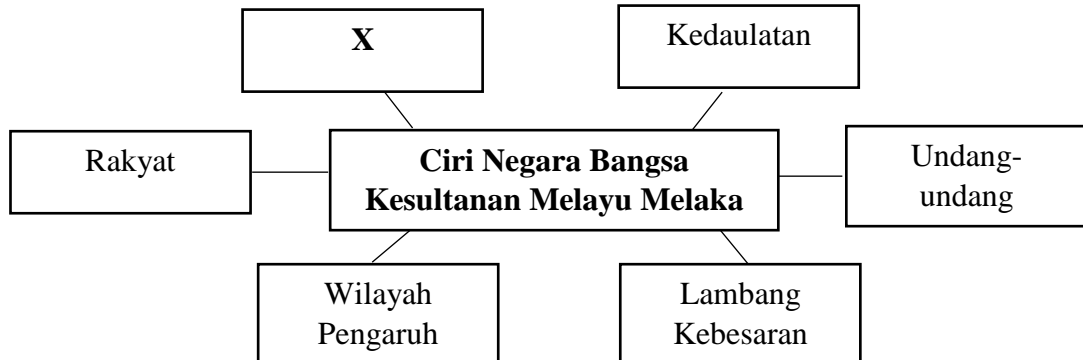 X
Kedaulatan
Rakyat
Ciri Negara Bangsa
Kesultanan Melayu Melaka
Undang-
undang
Wilayah
Pengaruh
Lambang
Kebesaran